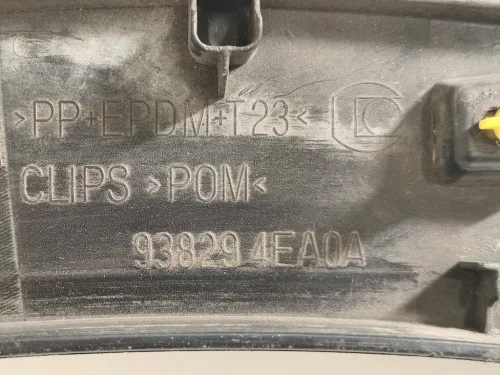 >PP+EPDM+T23<
CLIPS >POM<
93829 4EA0A